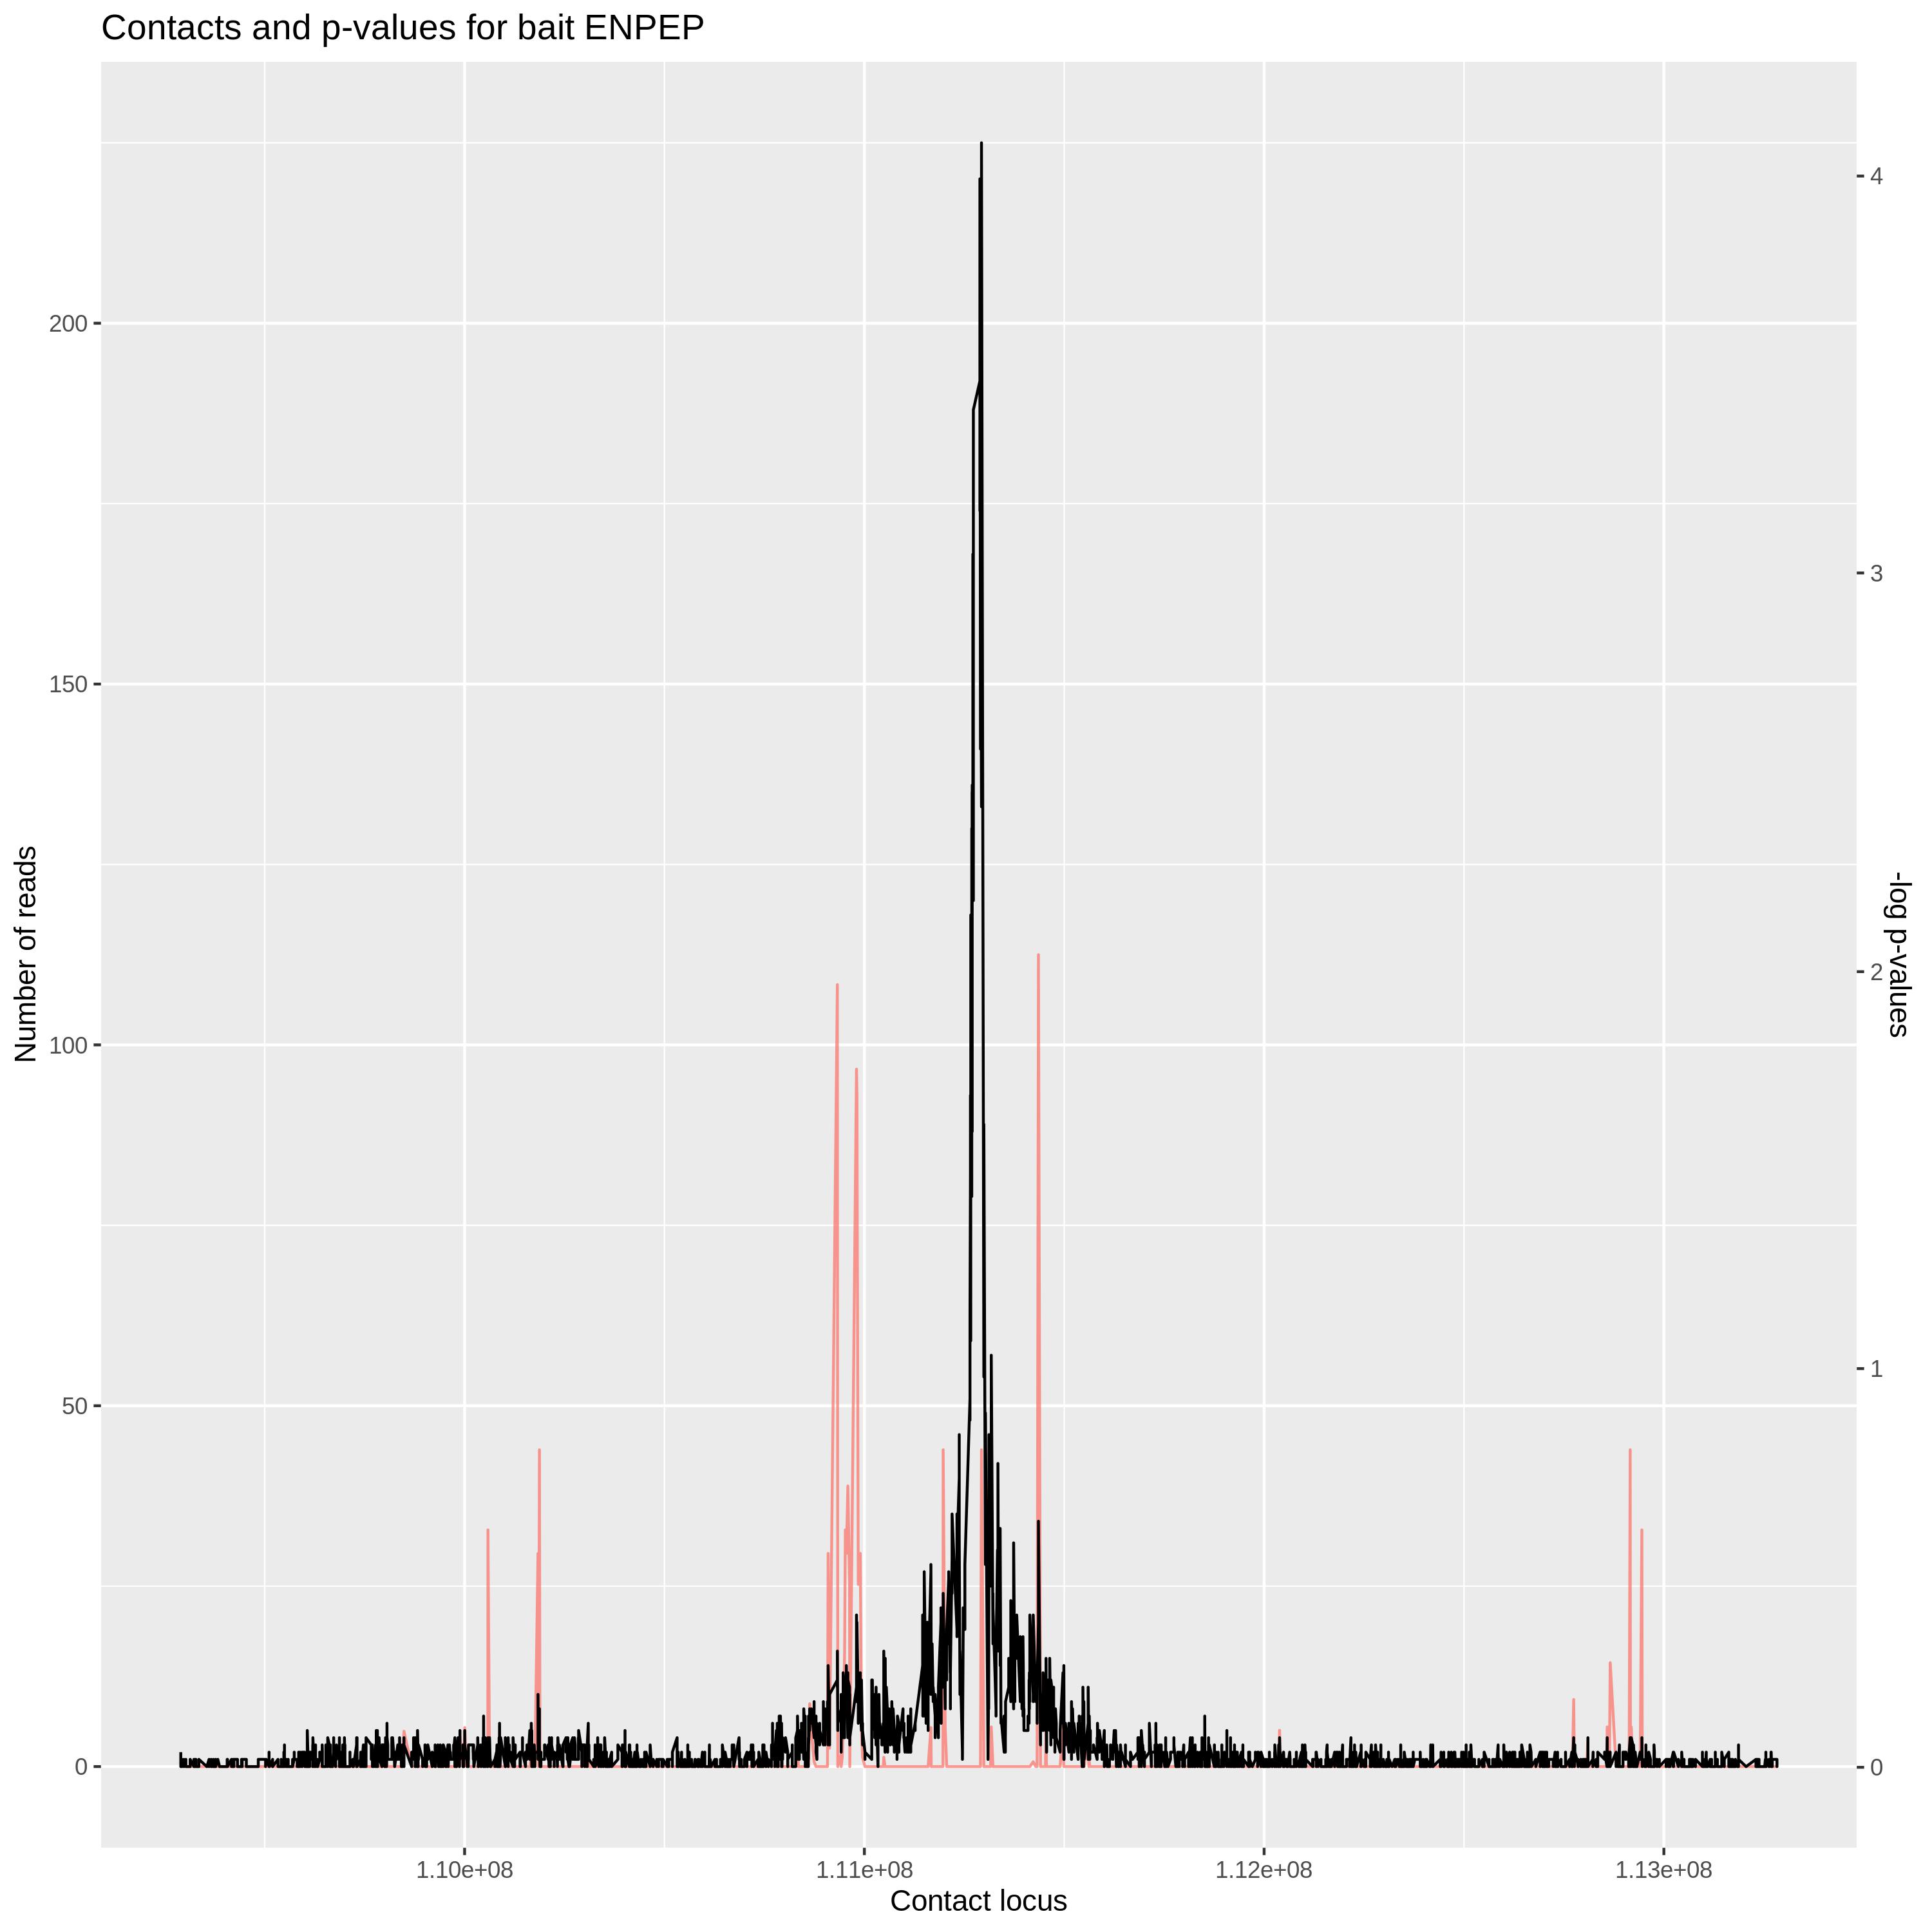 Contacts and p-values for bait ENPEP
Number of reads
200
150
100
50
0
4
3
2
1
0
-log p-values
1.10e+08
1.11e+08
1.12e+08
1.13e+08
Contact locus